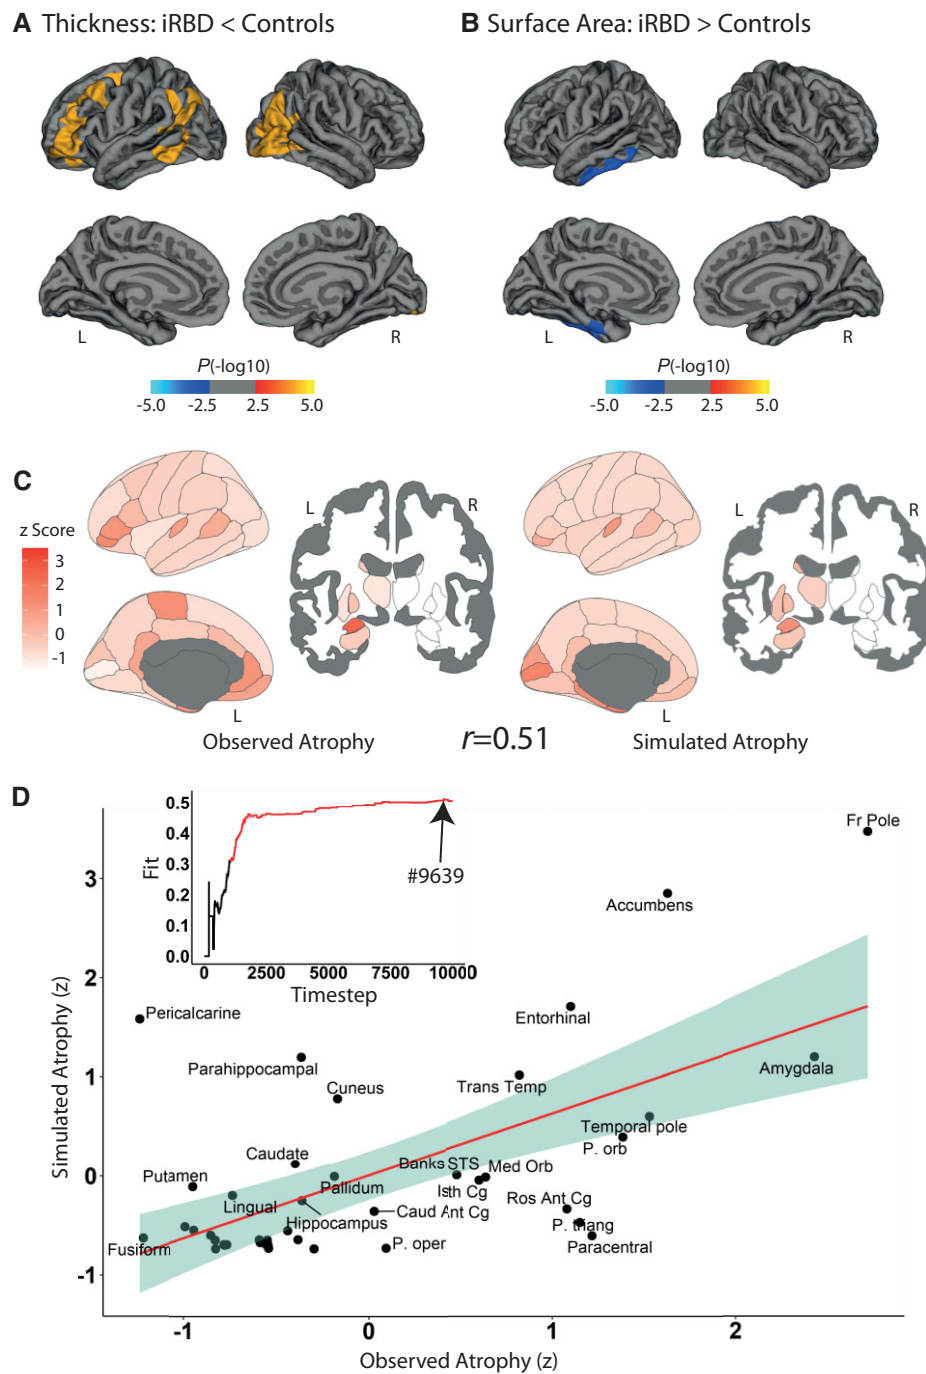 A Thickness: iRBD < Controls
B Surface Area: iRBD > Controls
L
R
L
R
P(-log10)
-5.0 -2.5 2.5 5.0
P(-log10)
-5.0 -2.5 2.5 5.0
C
z Score
3
2
1
0
-1
L
R
L
L
R
L
Observed Atrophy
r=0.51
Simulated Atrophy
D
Fit
0.5
0.4
0.3
0.2
0.1
0.0
0 2500 5000 7500 10000
Timestep
#9639
Simulated Atrophy (z)
3
2
1
0
-1
Fr Pole
Accumbens
Pericalcarine
Entorhinal
Parahippocampal
Trans Temp
Amygdala
Cuneus
Temporal pole
P. orb
Caudate
Banks STS
Med Orb
Putamen
Pallidum
Isth Cg
Lingual
Ros Ant Cg
Hippocampus
Caud Ant Cg
P. triang
Fusiform
P. oper
Paracentral
-1 0 1 2
Observed Atrophy (z)